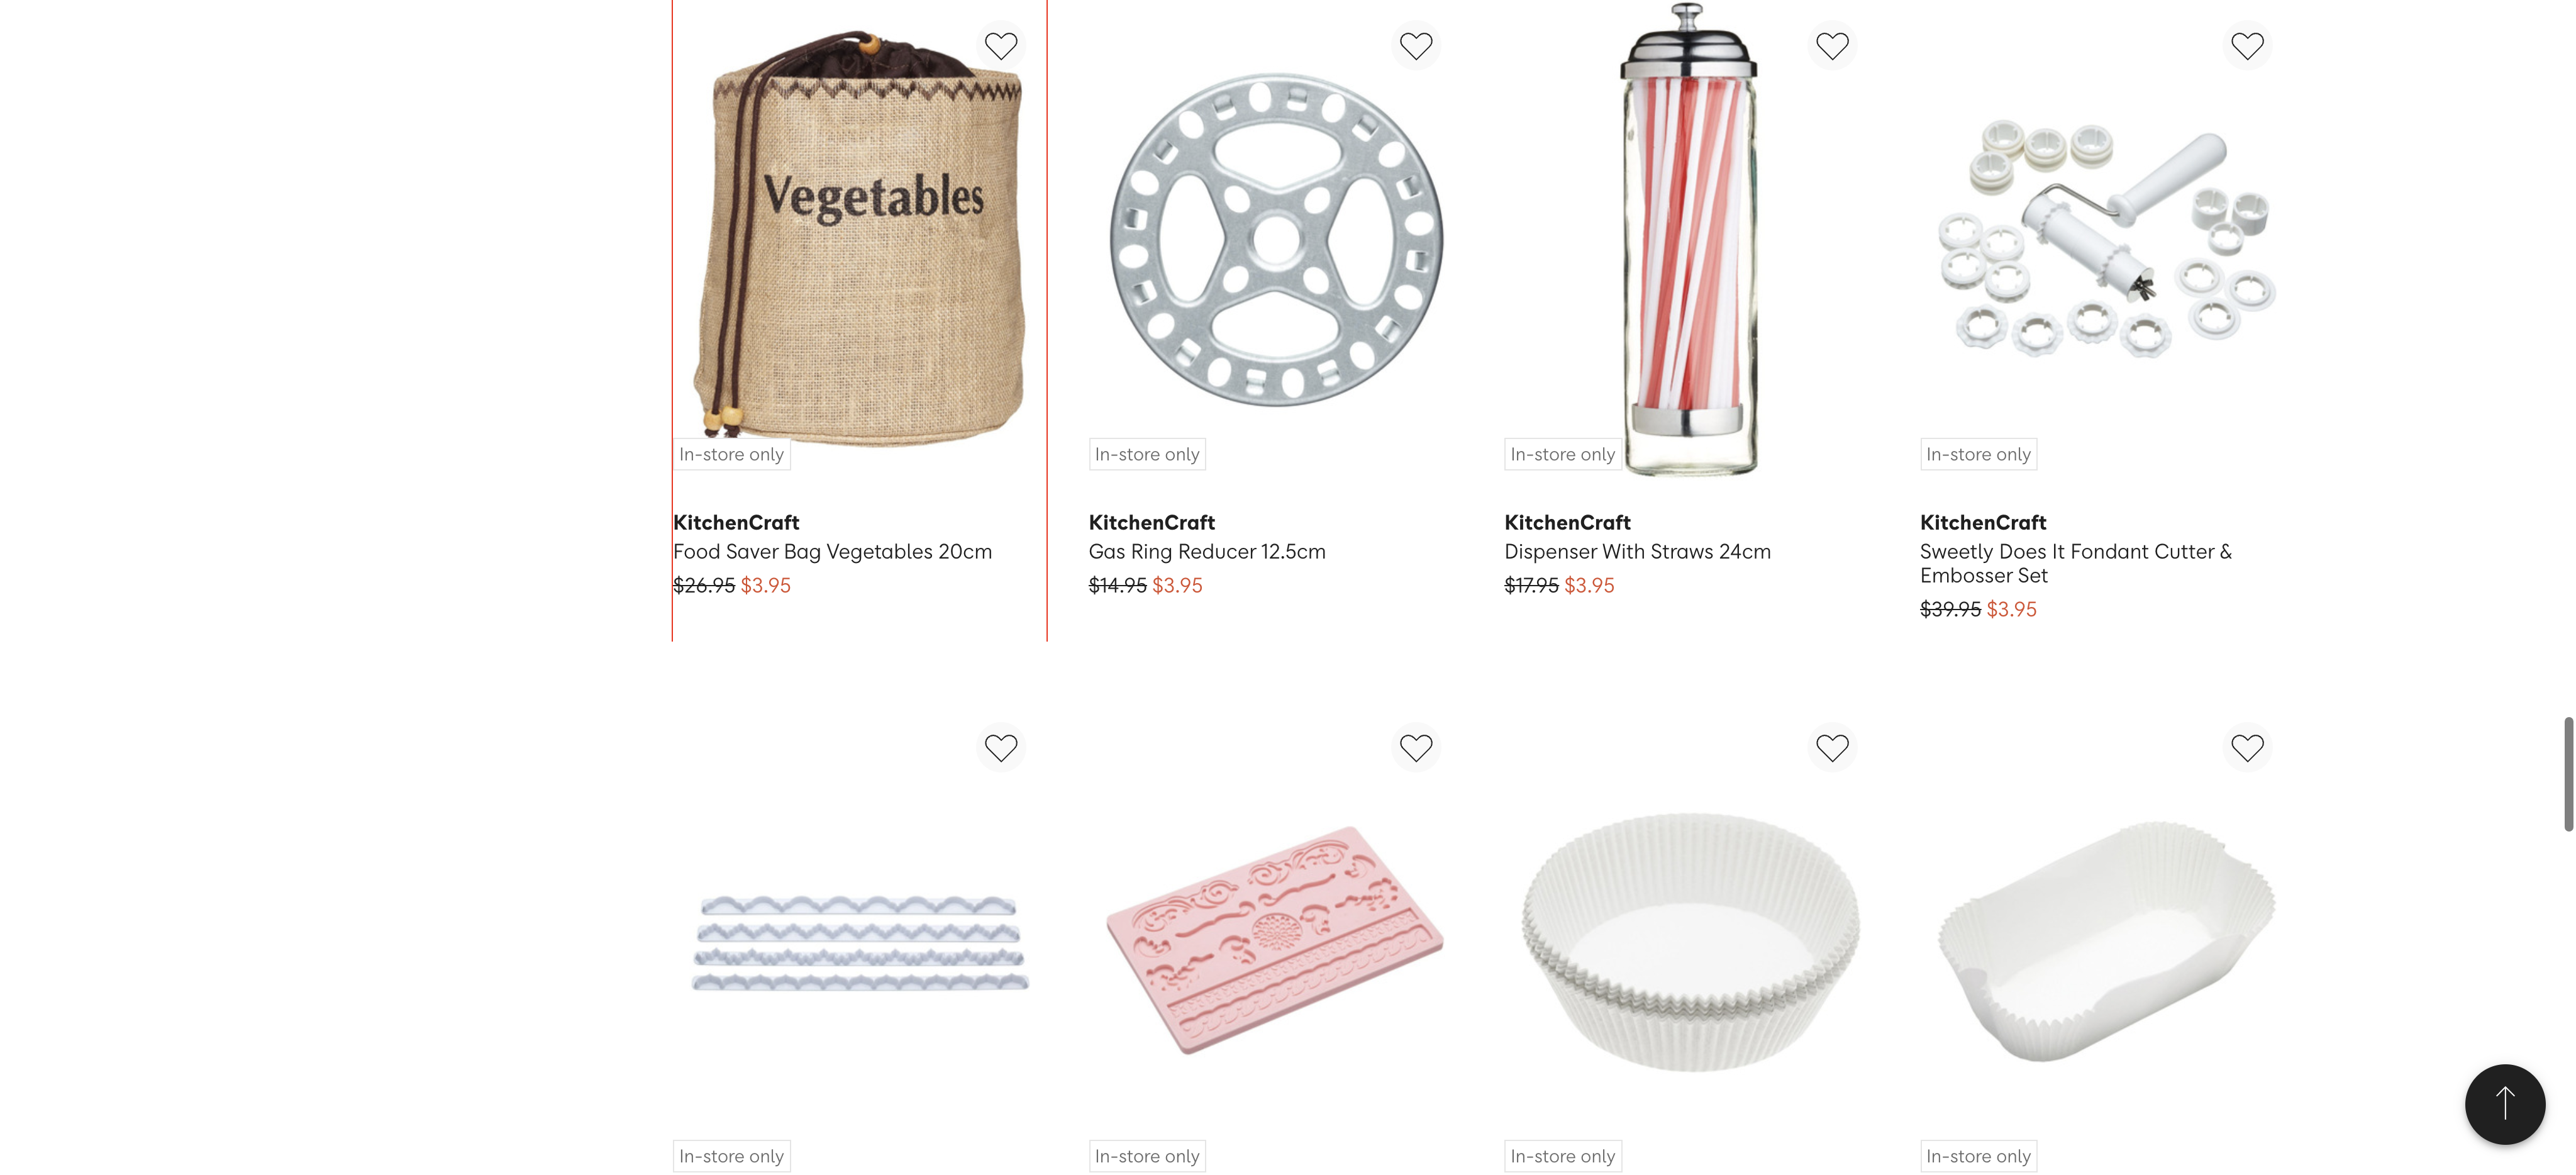 Vegetables
In-store only
In-store only
In-store only
In-store only
KitchenCraft
Food Saver Bag Vegetables 20cm
$26.95 $3.95
KitchenCraft
Gas Ring Reducer 12.5cm
$14.95 $3.95
KitchenCraft
Dispenser With Straws 24cm
$17.95 $3.95
KitchenCraft
Sweetly Does It Fondant Cutter &
Embosser Set
$39.95 $3.95
In-store only
In-store only
In-store only
In-store only